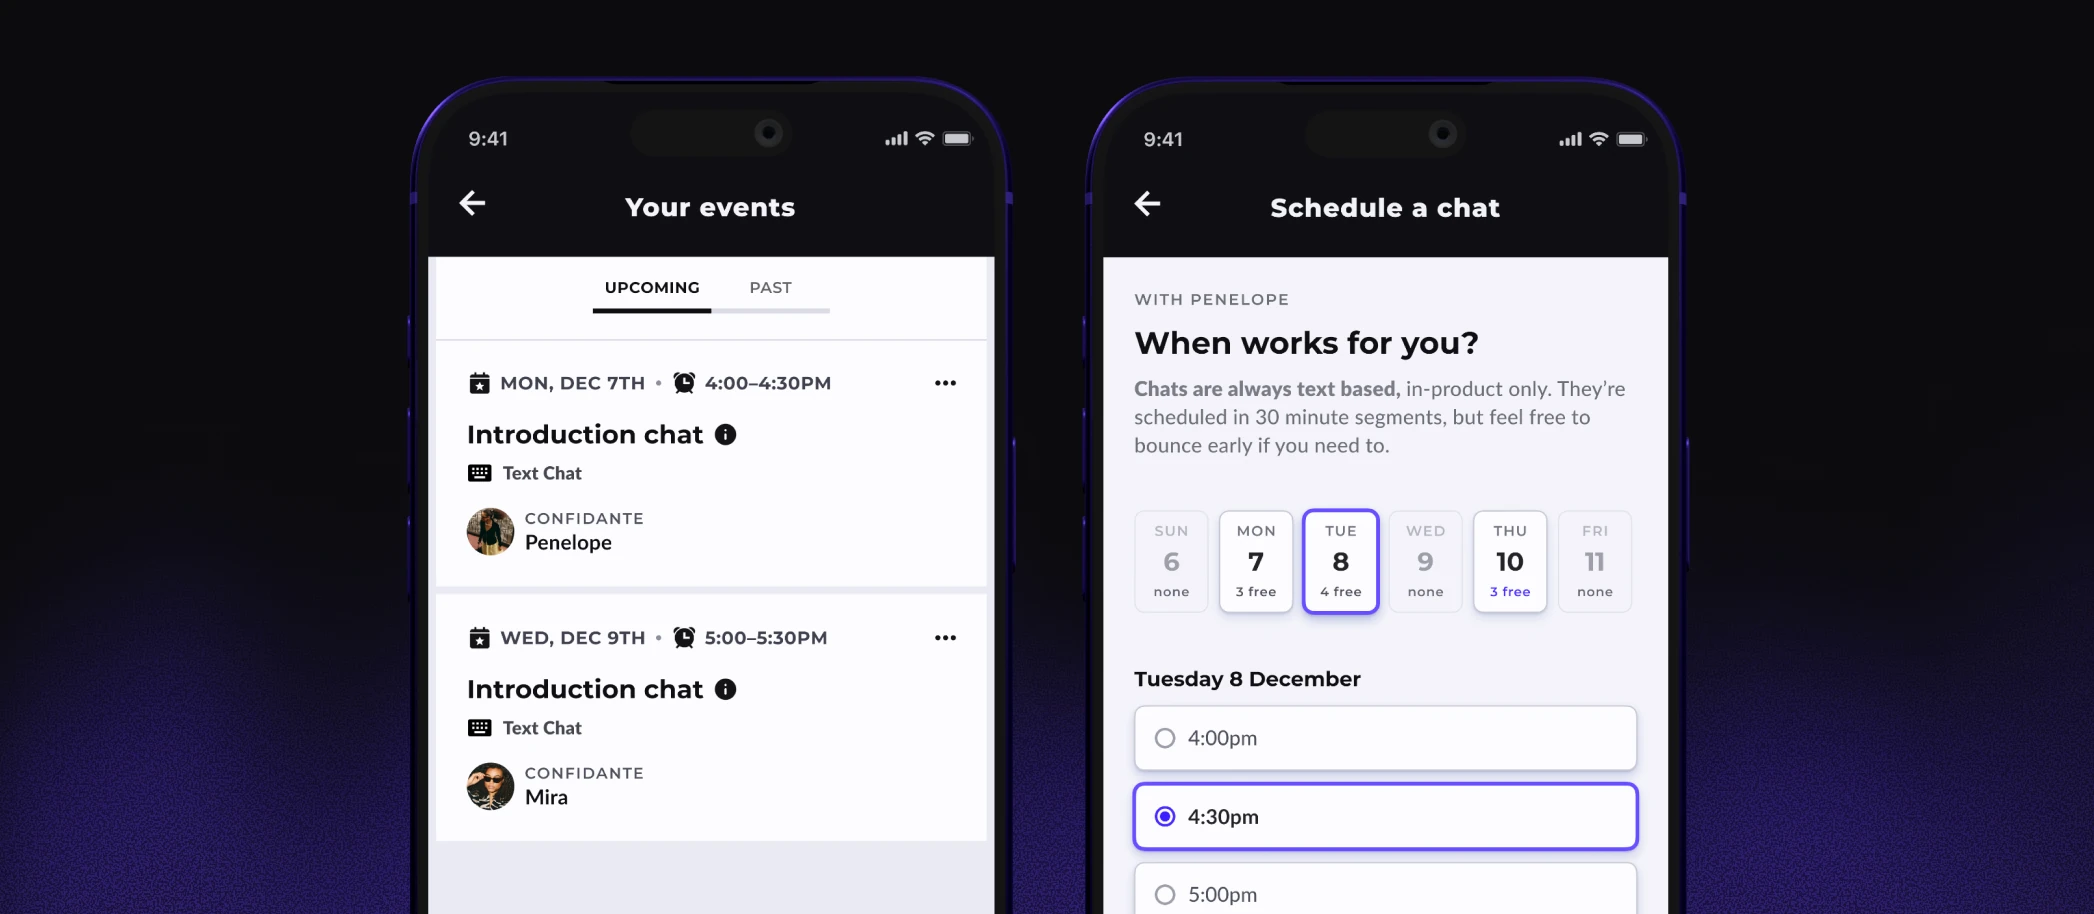 9:41
Your events
UPCOMING PAST
MON, DEC 7TH • 4:00–4:30PM
Introduction chat
Text Chat
CONFIDANTE
Penelope
WED, DEC 9TH • 5:00–5:30PM
Introduction chat
Text Chat
CONFIDANTE
Mira
9:41
Schedule a chat
WITH PENELOPE
When works for you?
Chats are always text based, in-product only. They’re
scheduled in 30 minute segments, but feel free to
bounce early if you need to.
SUN MON TUE WED THU FRI
6 7 8 9 10 11
none 3 free 4 free none 3 free none
Tuesday 8 December
4:00pm
4:30pm
5:00pm